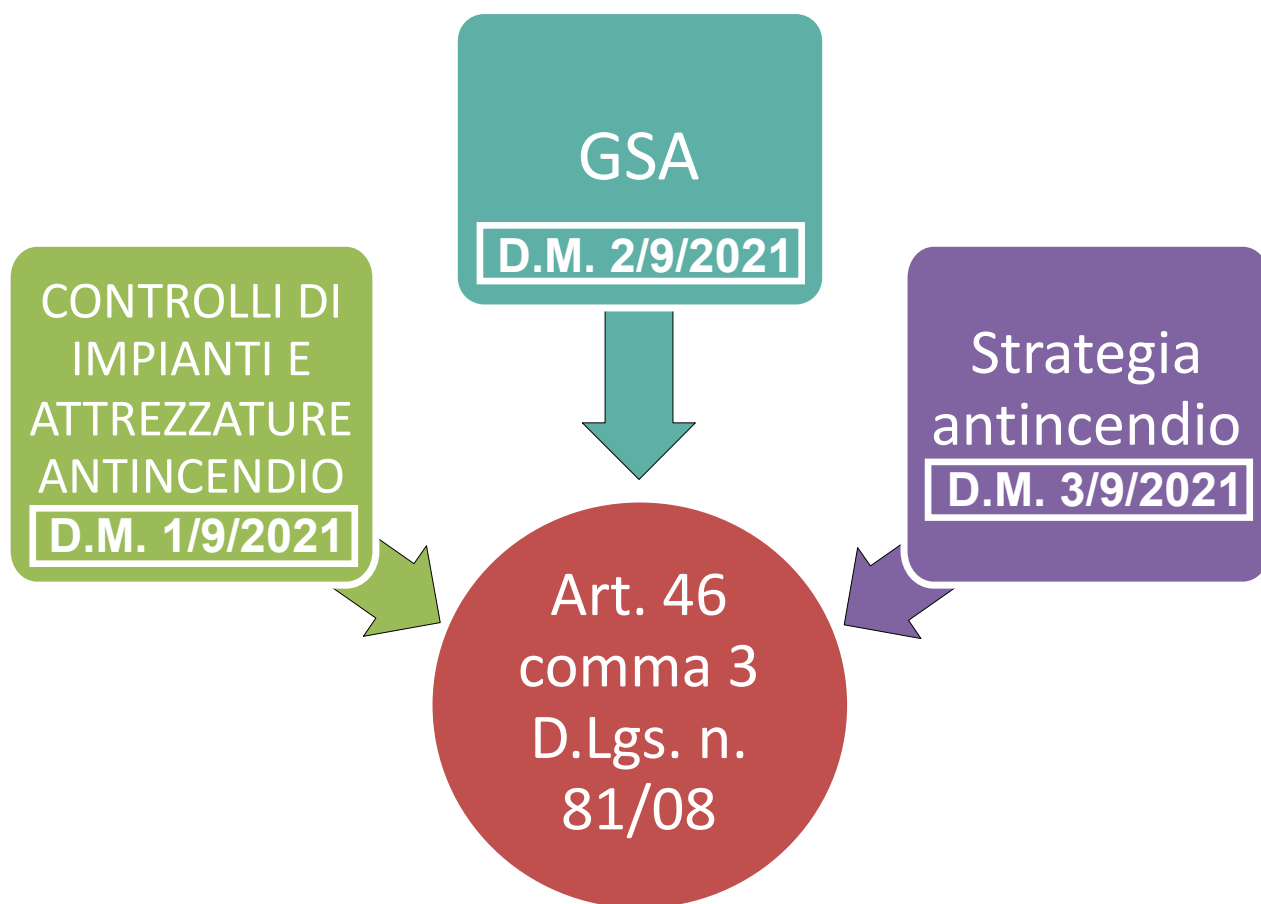 GSA
D.M. 2/9/2021
CONTROLLI DI
IMPIANTI E
ATTREZZATURE
ANTINCENDIO
D.M. 1/9/2021
Strategia
antincendio
D.M. 3/9/2021
Art. 46
comma 3
D.Lgs. n.
81/08